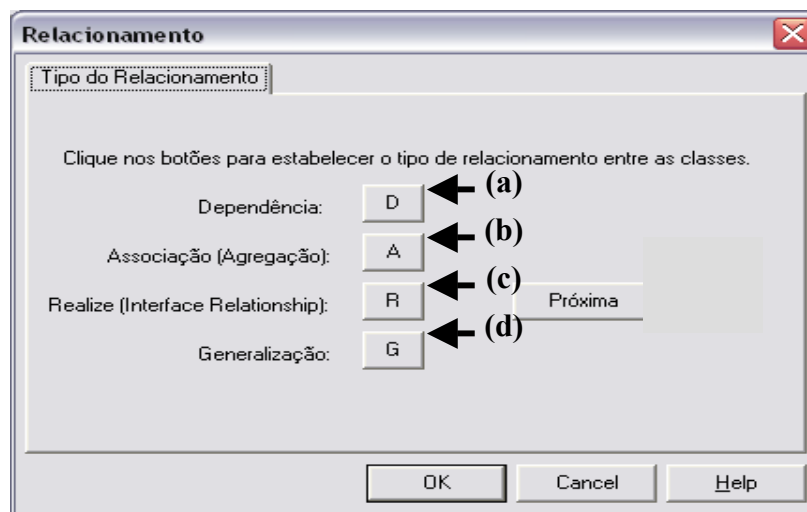 Relacionamento
Tipo do Relacionamento
Clique nos botões para estabelecer o tipo de relacionamento entre as classes.
Dependência: D (a)
Associação (Agregação): A (b)
Realize (Interface Relationship): R (c) Próxima
Generalização: G (d)
OK Cancel Help